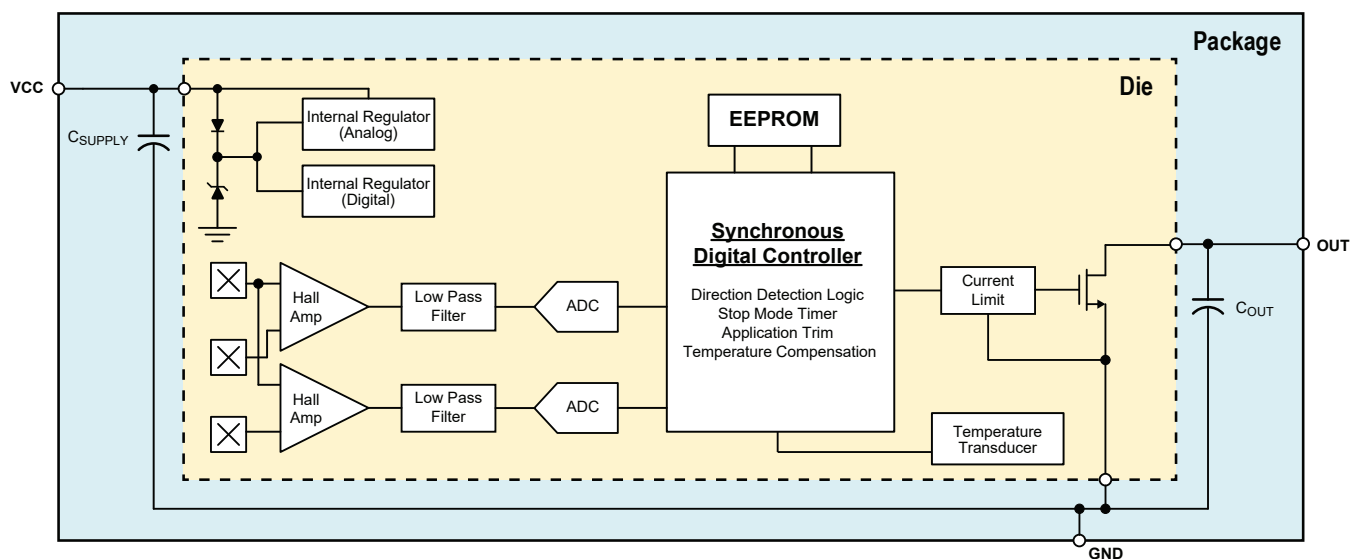 Package
VCC
Die
Internal Regulator
(Analog)
EEPROM
CSUPPLY
Internal Regulator
(Digital)
Synchronous
Digital Controller
Direction Detection Logic
Stop Mode Timer
Application Trim
Temperature Compensation
OUT
Hall
Amp
Low Pass
Filter
ADC
Current
Limit
COUT
Hall
Amp
Low Pass
Filter
ADC
Temperature
Transducer
GND